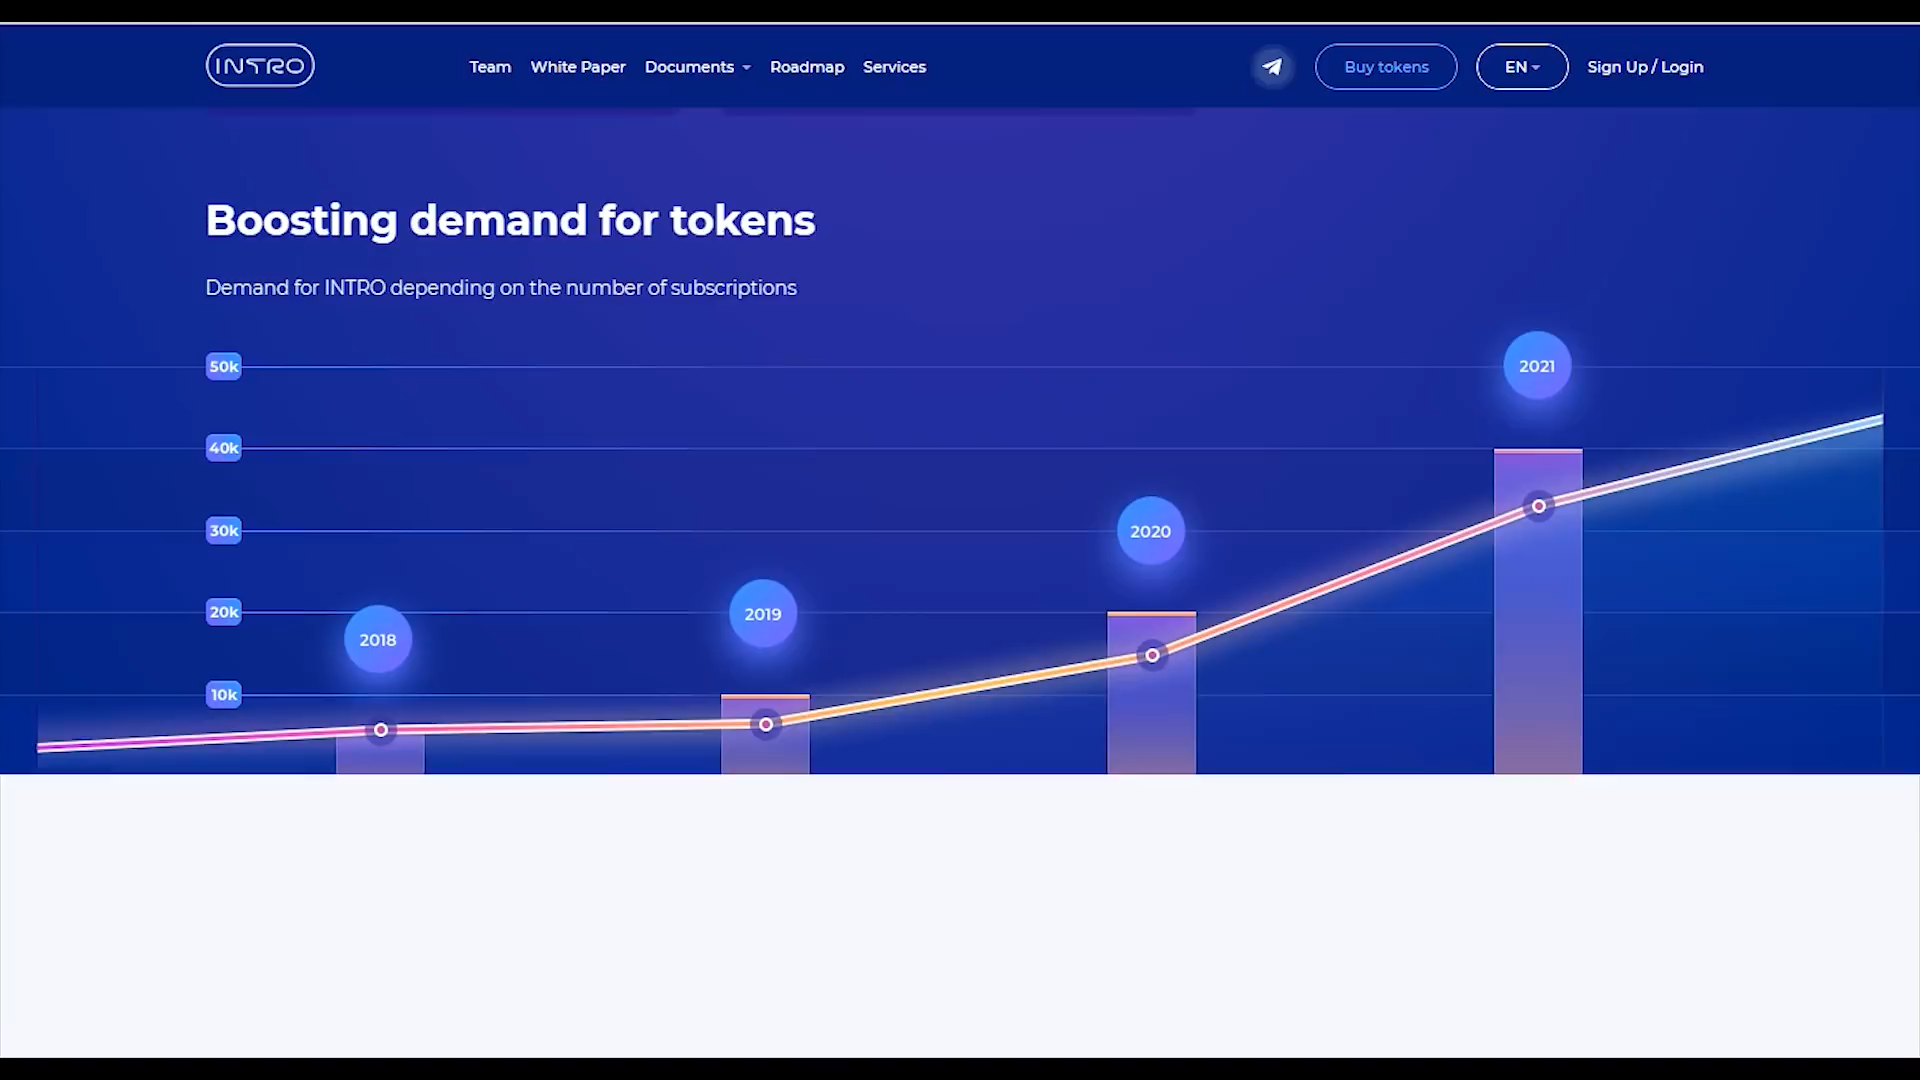 INTRO
Team White Paper Documents Roadmap Services
Buy tokens
EN
Sign Up / Login
Boosting demand for tokens
Demand for INTRO depending on the number of subscriptions
50k
2021
40k
30k
2020
20k
2019
2018
10k